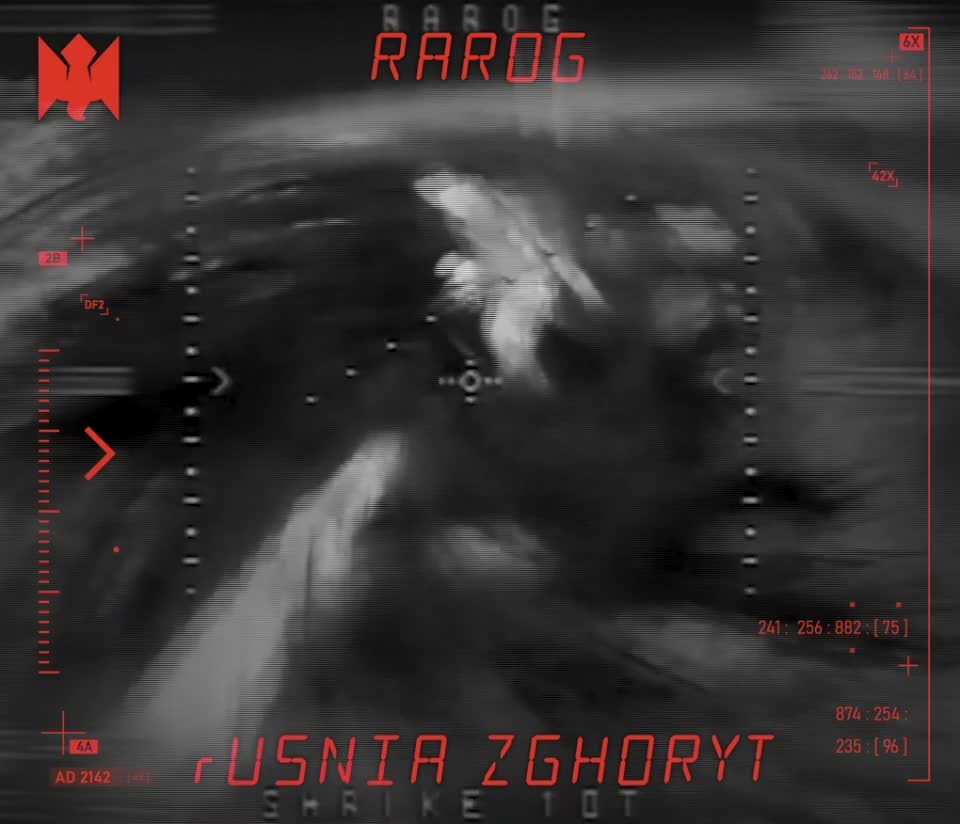 RAROG
RAROG
6X
42X
2B
DF2
241: 256:882:[75]
874:254:
235:[96]
4A
AD 2142
rUSNIA ZGHORYT
SHRIKE 10T